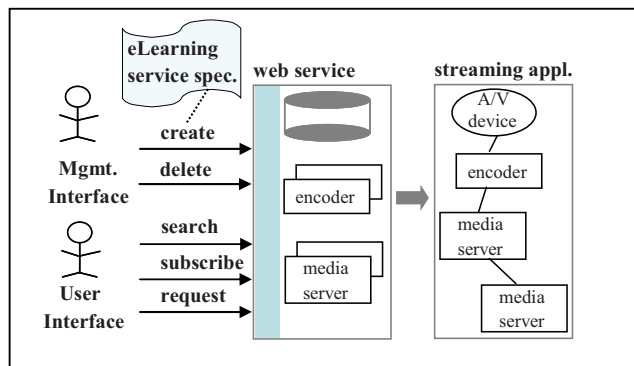 eLearning
service spec.
web service
streaming appl.
create
Mgmt.
Interface
delete
encoder
search
subscribe
request
User
Interface
media
server
A/V
device
encoder
media
server
media
server